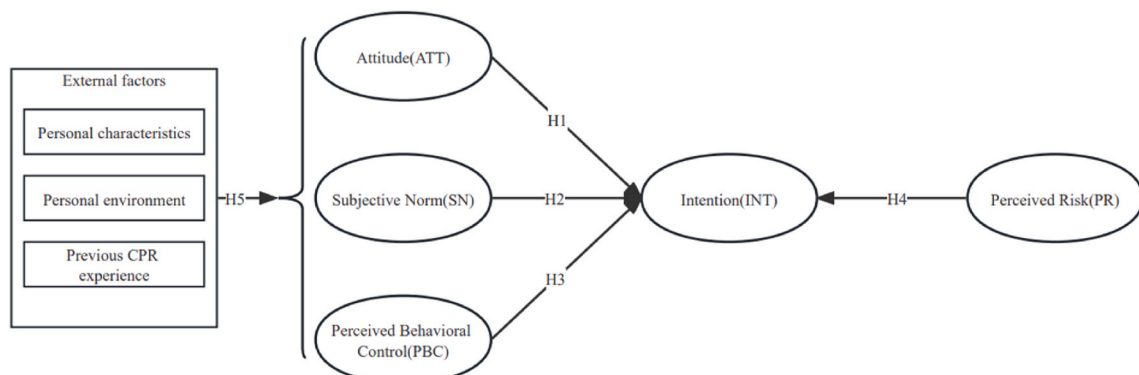 External factors
Personal characteristics
Personal environment
Previous CPR
experience
H5
Attitude(ATT)
Subjective Norm(SN)
Perceived Behavioral
Control(PBC)
H1
H2
H3
Intention(INT)
H4
Perceived Risk(PR)